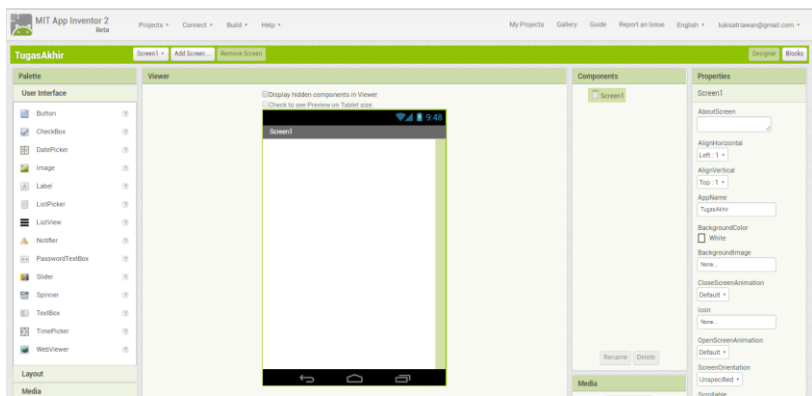 MIT App Inventor 2
Beta
Projects Connect Build Help
My Projects Gallery Guide Report an Issue English lukisatriawan@gmail.com
TugasAkhir Screen1 Add Screen ... Remove Screen Designer Blocks
Palette
User Interface
Button
CheckBox
DatePicker
Image
Label
ListPicker
ListView
Notifier
PasswordTextBox
Slider
Spinner
TextBox
TimePicker
WebViewer
Layout
Media
Viewer
Display hidden components in Viewer
Check to see Preview on Tablet size.
9:48
Screen1
Components
Screen1
Rename Delete
Media
Properties
Screen1
AboutScreen
AlignHorizontal
Left : 1
AlignVertical
Top : 1
AppName
TugasAkhir
BackgroundColor
White
BackgroundImage
None...
CloseScreenAnimation
Default
Icon
None...
OpenScreenAnimation
Default
ScreenOrientation
Unspecified
Scrollable